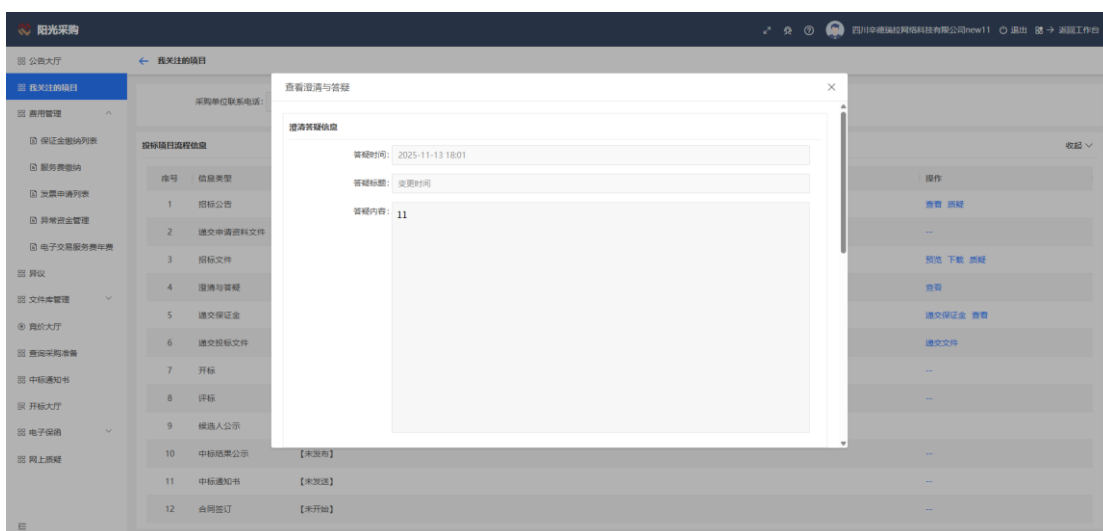 阳光采购
四川辛德瑞拉网络科技有限公司new11 退出 返回工作台
公告大厅
我关注的项目
费用管理
保证金缴纳列表
服务费缴纳
发票申请列表
异常资金管理
电子交易服务费年费
异议
文件库管理
竞价大厅
查阅采购准备
中标通知书
开标大厅
电子保函
网上质疑
← 我关注的项目
采购单位联系电话：
投标项目流程信息
收起
序号 信息类型 操作
1 招标公告 查看 质疑
2 递交申请资料文件 --
3 招标文件 预览 下载 质疑
4 澄清与答疑 查看
5 递交保证金 递交保证金 查看
6 递交投标文件 递交文件
7 开标 --
8 评标 --
9 候选人公示
10 中标结果公示 【未发布】 --
11 中标通知书 【未发送】 --
12 合同签订 【未开始】 --
查看澄清与答疑
澄清答疑信息
答疑时间： 2025-11-13 18:01
答疑标题： 变更时间
答疑内容： 11